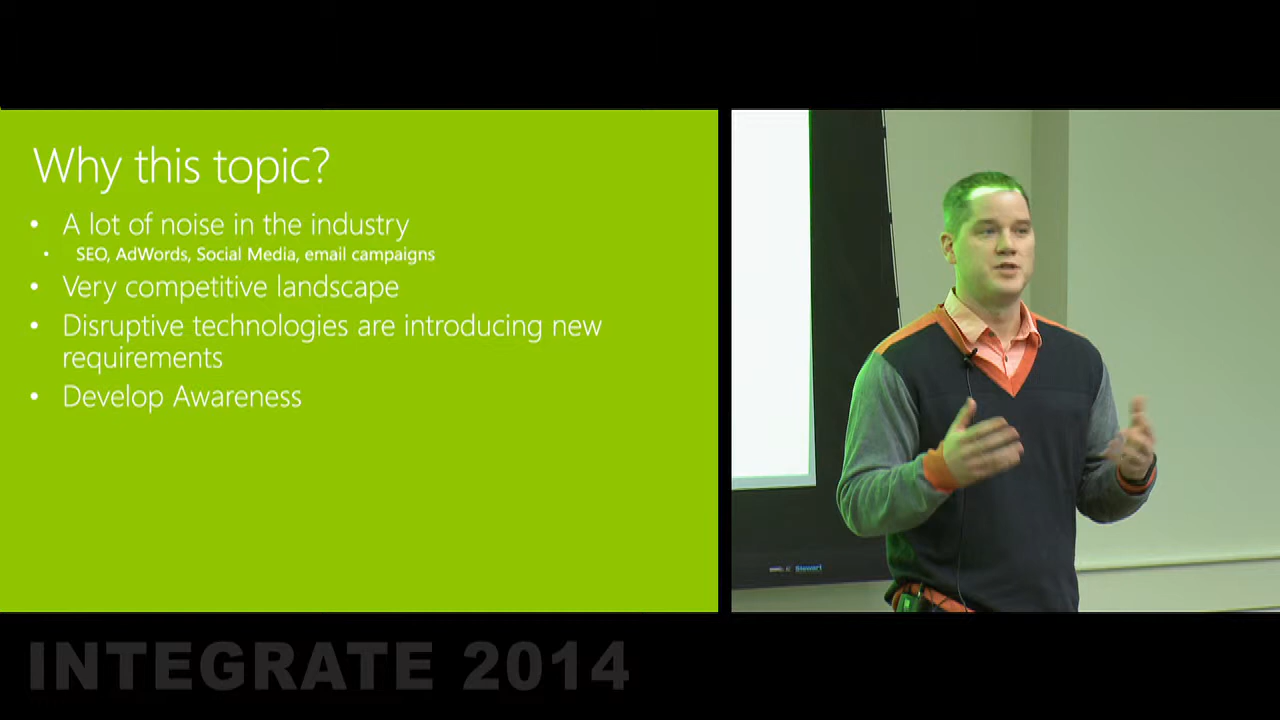 Why this topic?
• A lot of noise in the industry
• SEO, AdWords, Social Media, email campaigns
• Very competitive landscape
• Disruptive technologies are introducing new
requirements
• Develop Awareness
Stewart
INTEGRATE 2014